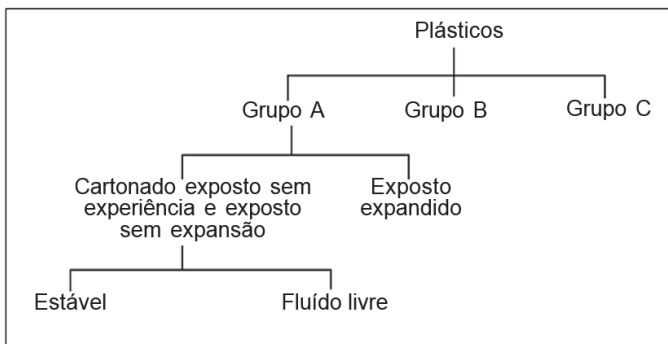 Plásticos
Grupo A
Grupo B
Grupo C
Cartonado exposto sem
experiência e exposto
sem expansão
Exposto
expandido
Estável
Fluído livre